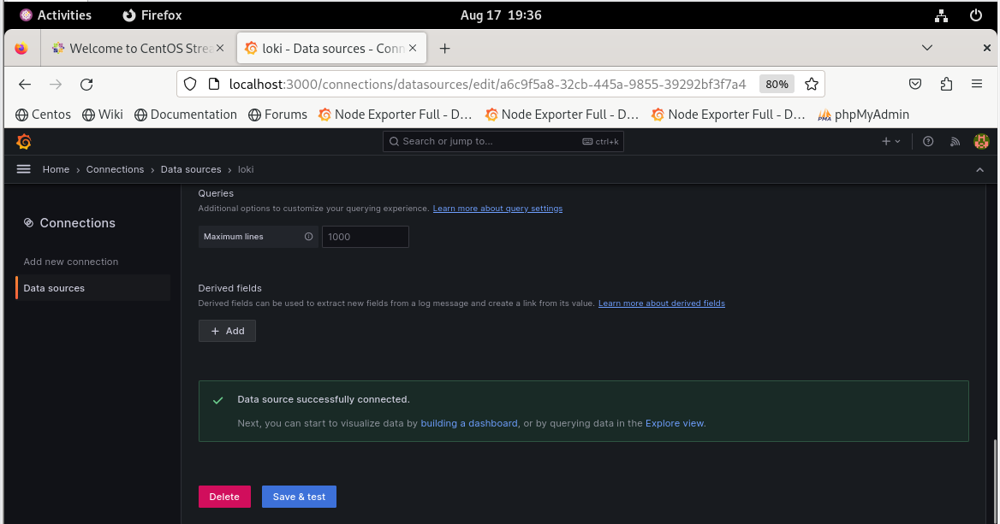 Activities Firefox Aug 17 19:36
Welcome to CentOS Strea loki - Data sources - Conn
localhost:3000/connections/datasources/edit/a6c9f5a8-32cb-445a-9855-39292bf3f7a4 80%
Centos Wiki Documentation Forums Node Exporter Full - D... Node Exporter Full - D... Node Exporter Full - D... PMA phpMyAdmin
Search or jump to... ctrl+k
Home › Connections › Data sources › loki
Connections
Add new connection
Data sources
Queries
Additional options to customize your querying experience. Learn more about query settings
Maximum lines 1000
Derived fields
Derived fields can be used to extract new fields from a log message and create a link from its value. Learn more about derived fields
+ Add
Data source successfully connected.
Next, you can start to visualize data by building a dashboard, or by querying data in the Explore view.
Delete Save & test